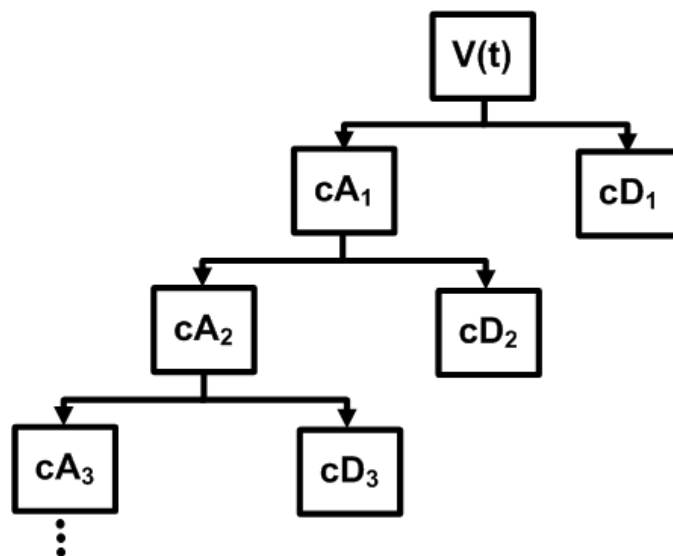 V(t)
cA₁
cD₁
cA₂
cD₂
cA₃
cD₃